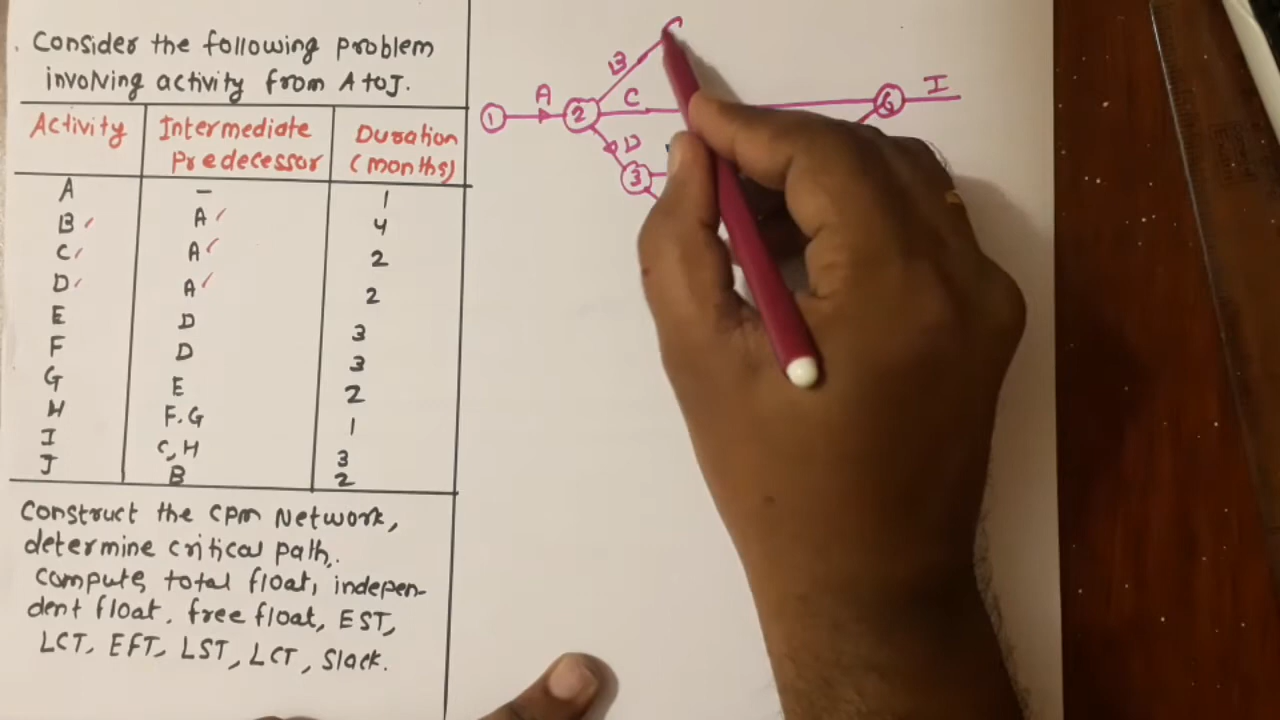 Consider the following problem
involving activity from A to J.
Activity Intermediate Predecessor Duration (months)
A - 1
B A 4
C A 2
D A 2
E D 3
F D 3
G E 2
H F.G 1
I C,H 3
J B 2
Construct the CPM Network,
determine critical path.
compute total float, indepen-
dent float. free float, EST,
LCT, EFT, LST, LCT, Slack.
B
1 A 2 C 6 I
D
3